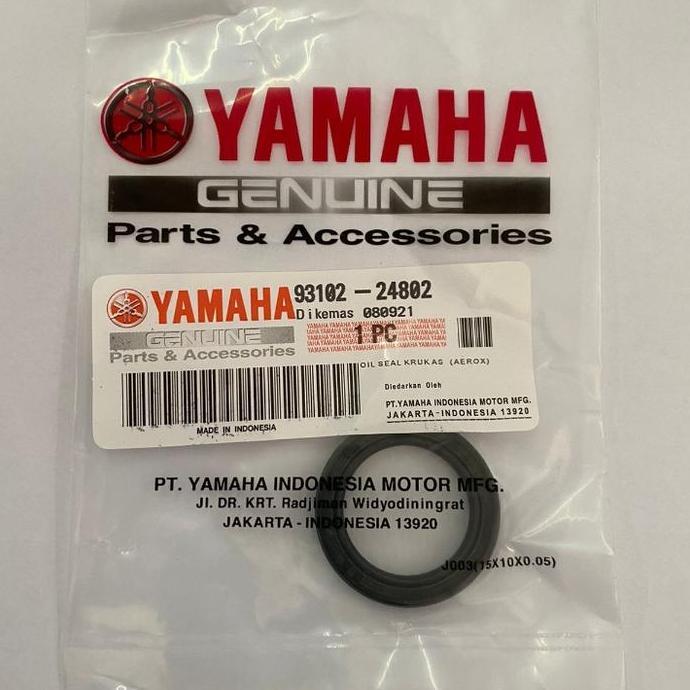 YAMAHA
GENUINE
Parts & Accessories
YAMAHA 93102 - 24802
Dikemas 080921
GENUINE
Parts & Accessories
1 PC
OIL SEAL KRUKAS (AEROX)
Diedarkan Oleh
PT.YAMAHA INDONESIA MOTOR MFG.
JAKARTA - INDONESIA 13920
MADE IN INDONESIA
PT. YAMAHA INDONESIA MOTOR MFG.
Jl. DR. KRT. Radjiman Widyodiningrat
JAKARTA - INDONESIA 13920
J003(15X10X0.05)